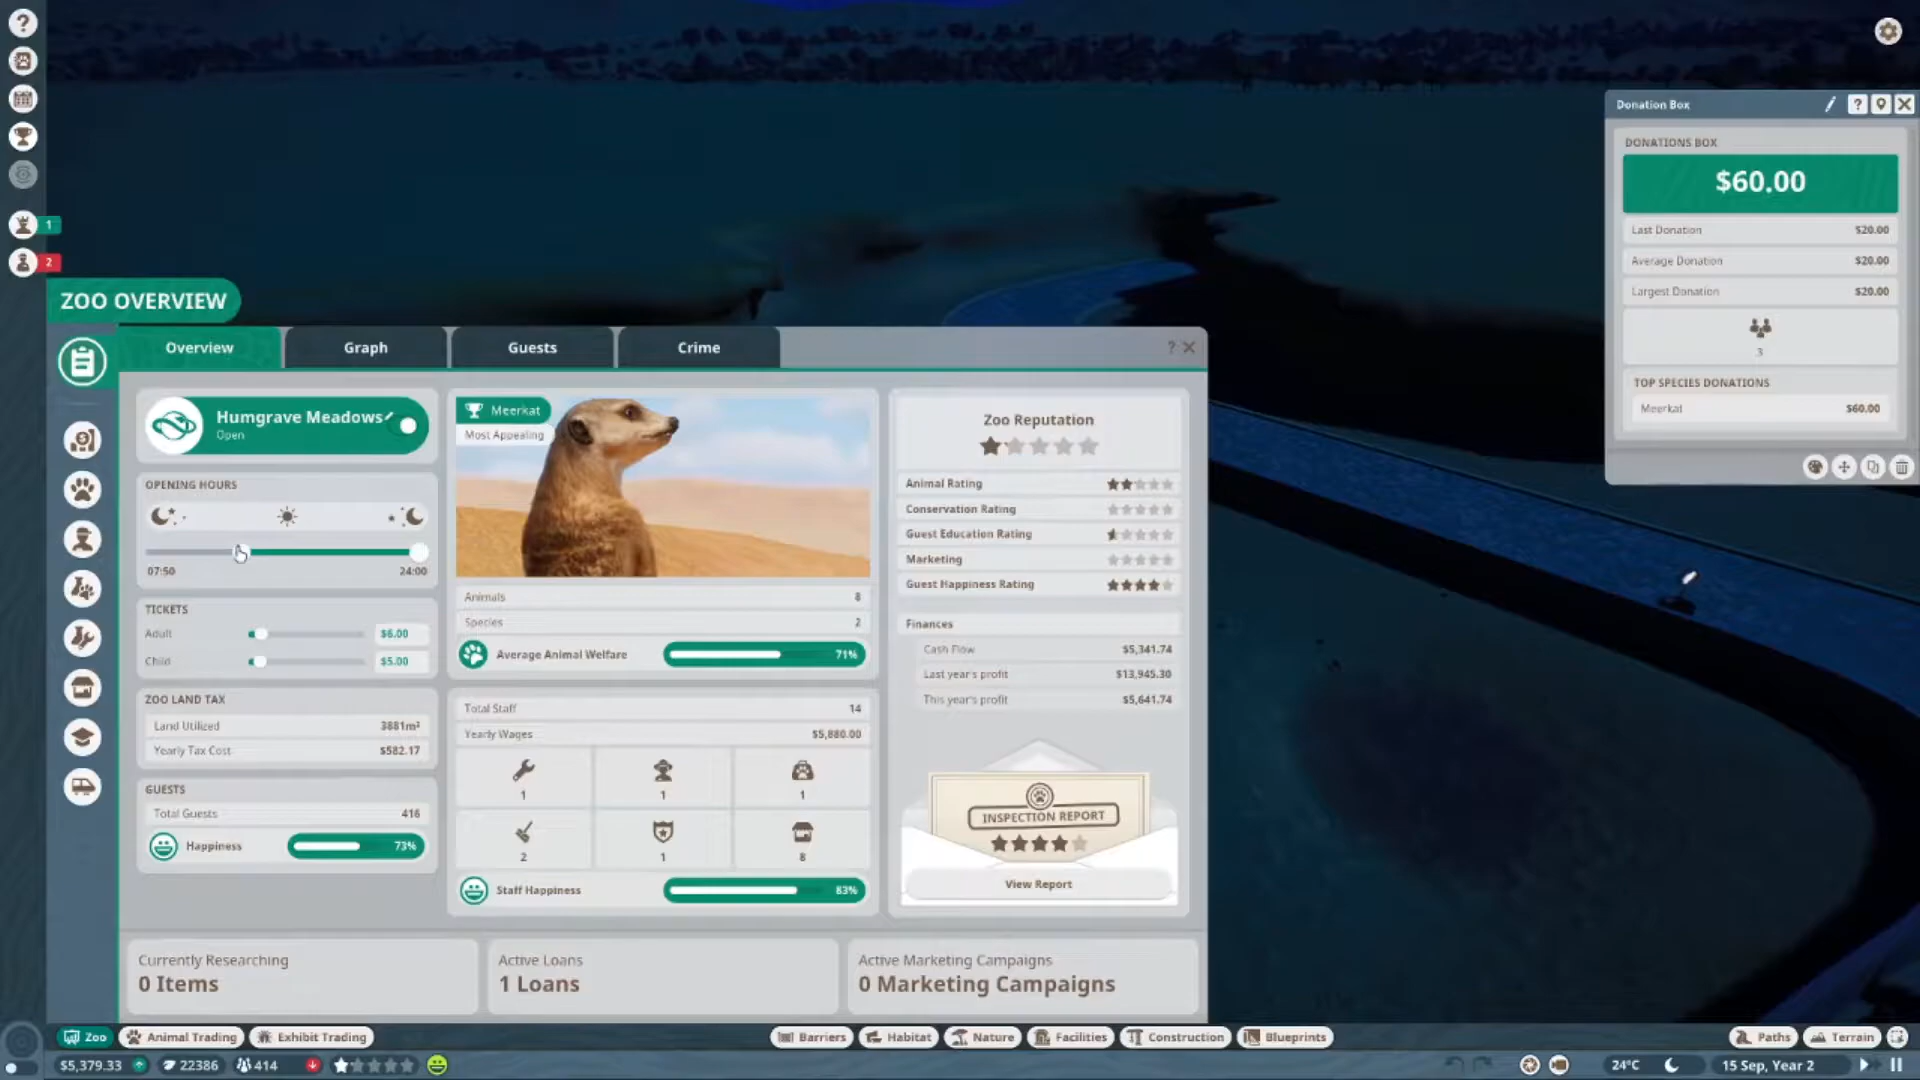 1
2
ZOO OVERVIEW
Overview
Graph
Guests
Crime
?
Humgrave Meadows
Open
OPENING HOURS
07:50
24:00
TICKETS
Adult
$6.00
Child
$5.00
ZOO LAND TAX
Land Utilized
3881m²
Yearly Tax Cost
$582.17
GUESTS
Total Guests
416
Happiness
73%
Meerkat
Most Appealing
Animals
8
Species
2
Average Animal Welfare
71%
Total Staff
14
Yearly Wages
$5,880.00
1
1
1
2
1
8
Staff Happiness
83%
Zoo Reputation
Animal Rating
Conservation Rating
Guest Education Rating
Marketing
Guest Happiness Rating
Finances
Cash Flow
$5,341.74
Last year's profit
$13,945.30
This year's profit
$5,641.74
INSPECTION REPORT
View Report
Currently Researching
0 Items
Active Loans
1 Loans
Active Marketing Campaigns
0 Marketing Campaigns
Donation Box
?
DONATIONS BOX
$60.00
Last Donation
$20.00
Average Donation
$20.00
Largest Donation
$20.00
3
TOP SPECIES DONATIONS
Meerkat
$60.00
Zoo
Animal Trading
Exhibit Trading
Barriers
Habitat
Nature
Facilities
Construction
Blueprints
Paths
Terrain
$5,379.33
22386
414
24°C
15 Sep, Year 2